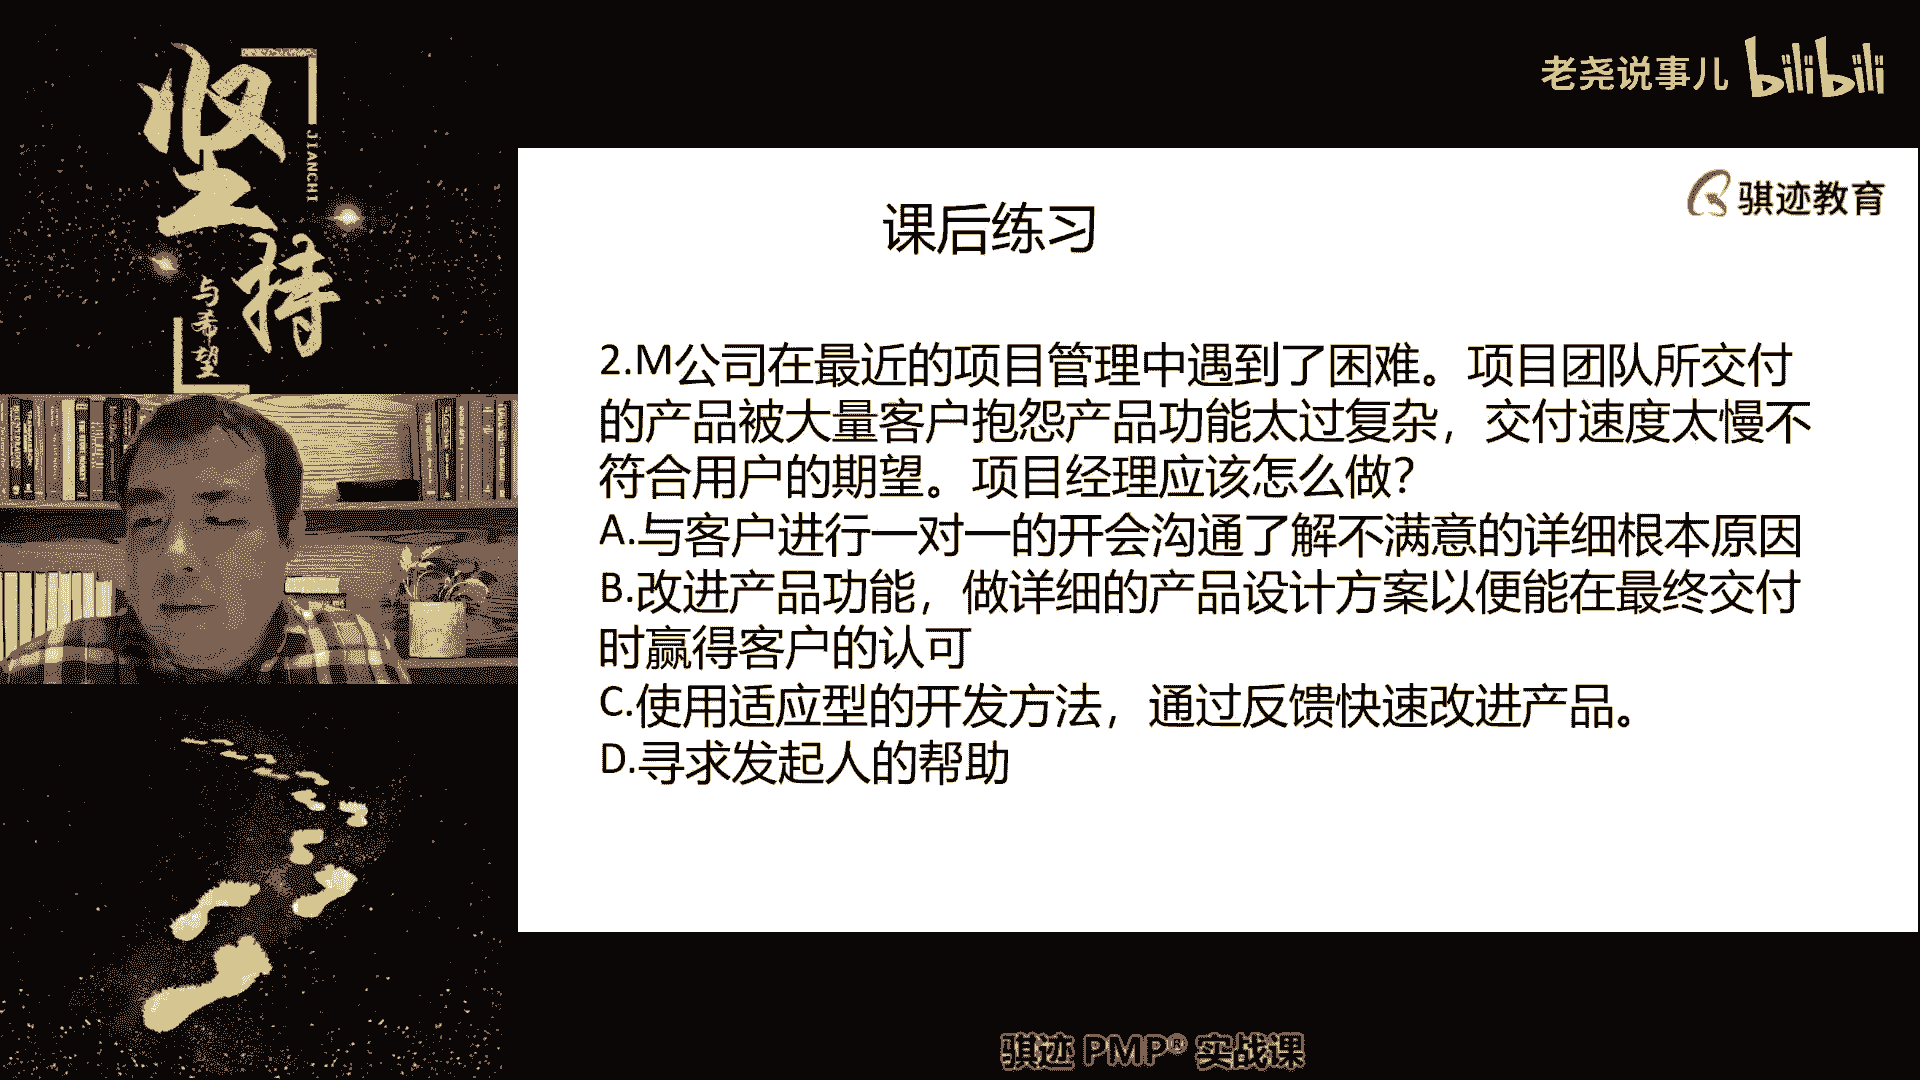 坚持
JIANCHI
与希望
老尧说事儿 bilibili
骐迹教育
课后练习
2.M公司在最近的项目管理中遇到了困难。项目团队所交付
的产品被大量客户抱怨产品功能太过复杂，交付速度太慢不
符合用户的期望。项目经理应该怎么做？
A.与客户进行一对一的开会沟通了解不满意的详细根本原因
B.改进产品功能，做详细的产品设计方案以便能在最终交付
时赢得客户的认可
C.使用适应型的开发方法，通过反馈快速改进产品。
D.寻求发起人的帮助
骐迹 PMP® 实战课